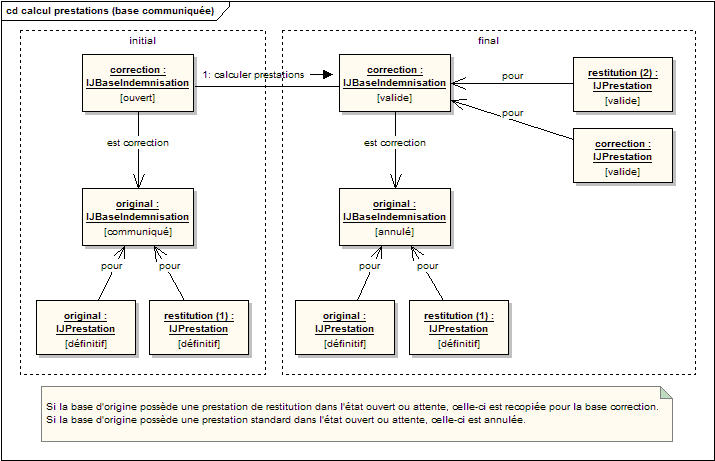 cd calcul prestations (base communiquée)
initial
final
correction :
IJBaseIndemnisation
[ouvert]
1: calculer prestations
correction :
IJBaseIndemnisation
[valide]
pour
restitution (2) :
IJPrestation
[valide]
pour
correction :
IJPrestation
[valide]
est correction
est correction
original :
IJBaseIndemnisation
[communiqué]
original :
IJBaseIndemnisation
[annulé]
pour
pour
pour
pour
original :
IJPrestation
[définitif]
restitution (1) :
IJPrestation
[définitif]
original :
IJPrestation
[définitif]
restitution (1) :
IJPrestation
[définitif]
Si la base d'origine possède une prestation de restitution dans l'état ouvert ou attente, celle-ci est recopiée pour la base correction.
Si la base d'origine possède une prestation standard dans l'état ouvert ou attente, celle-ci est annulée.